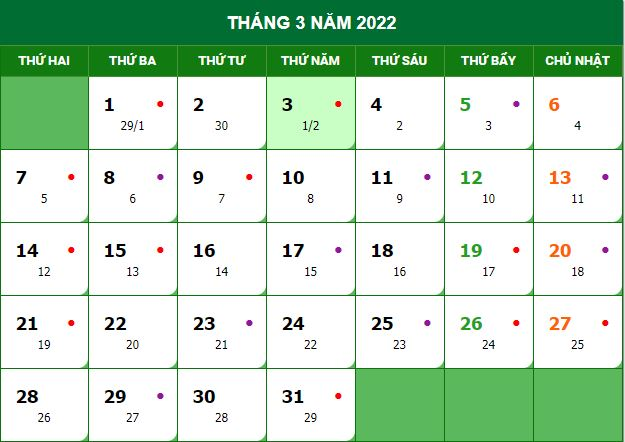 THÁNG 3 NĂM 2022
THỨ HAI THỨ BA THỨ TƯ THỨ NĂM THỨ SÁU THỨ BẨY CHỦ NHẬT
1 2 3 4 5 6
29/1 30 1/2 2 3 4
7 8 9 10 11 12 13
5 6 7 8 9 10 11
14 15 16 17 18 19 20
12 13 14 15 16 17 18
21 22 23 24 25 26 27
19 20 21 22 23 24 25
28 29 30 31
26 27 28 29